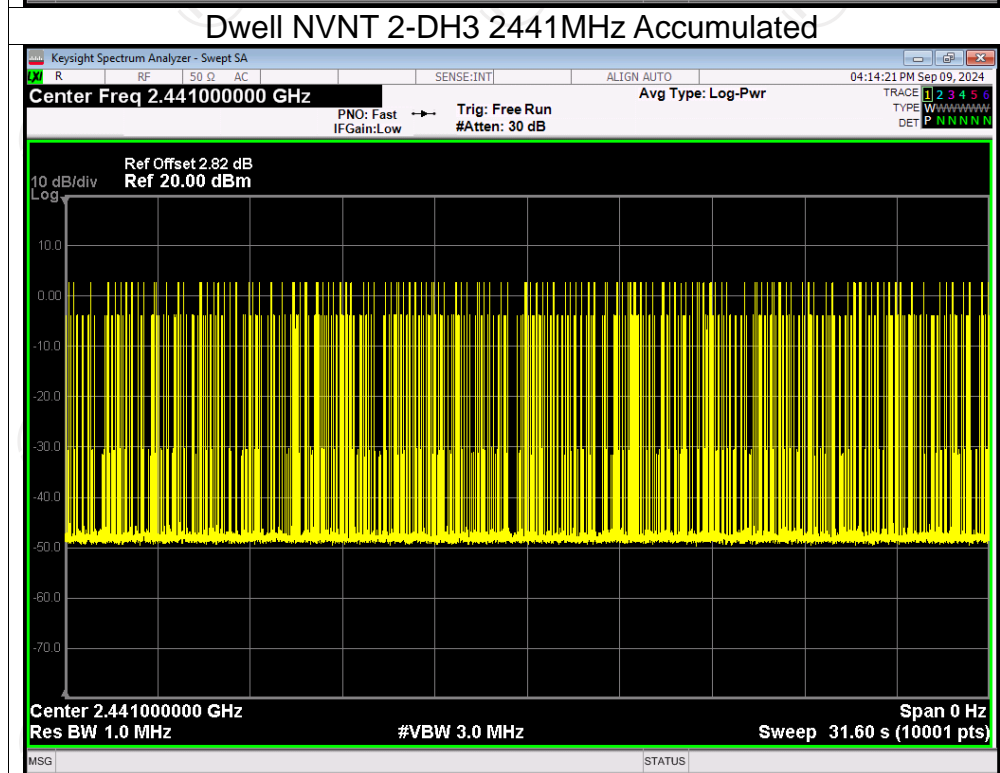 Dwell NVNT 2-DH3 2441MHz Accumulated
Keysight Spectrum Analyzer - Swept SA
LXI R RF 50 Ω AC SENSE:INT ALIGN AUTO 04:14:21 PM Sep 09, 2024
Center Freq 2.441000000 GHz
Avg Type: Log-Pwr
TRACE 1 2 3 4 5 6
PNO: Fast Trig: Free Run
TYPE W W W W W W
IFGain:Low #Atten: 30 dB
DET P N N N N N
Ref Offset 2.82 dB
10 dB/div Ref 20.00 dBm
Log
10.0
0.00
-10.0
-20.0
-30.0
-40.0
-50.0
-60.0
-70.0
Center 2.441000000 GHz Span 0 Hz
Res BW 1.0 MHz #VBW 3.0 MHz Sweep 31.60 s (10001 pts)
MSG STATUS